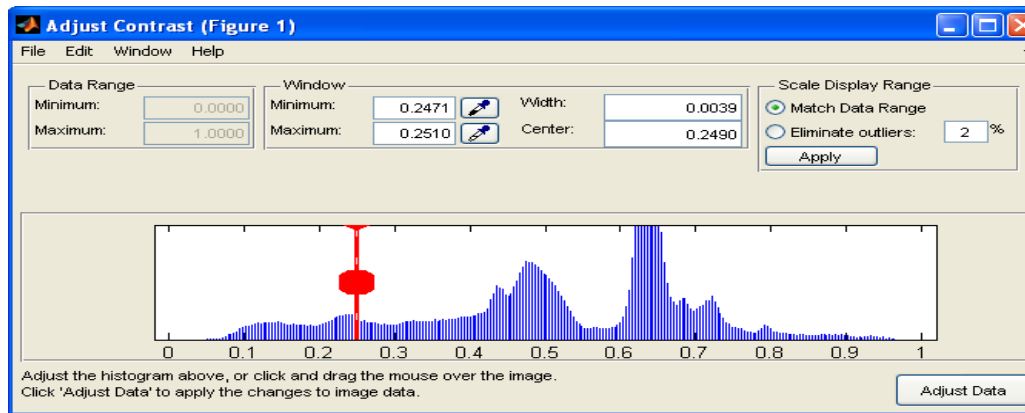 Adjust Contrast (Figure 1)
File Edit Window Help
Data Range
Minimum: 0.0000
Maximum: 1.0000
Window
Minimum: 0.2471
Maximum: 0.2510
Width: 0.0039
Center: 0.2490
Scale Display Range
Match Data Range
Eliminate outliers: 2 %
Apply
0 0.1 0.2 0.3 0.4 0.5 0.6 0.7 0.8 0.9 1
Adjust the histogram above, or click and drag the mouse over the image.
Click 'Adjust Data' to apply the changes to image data.
Adjust Data